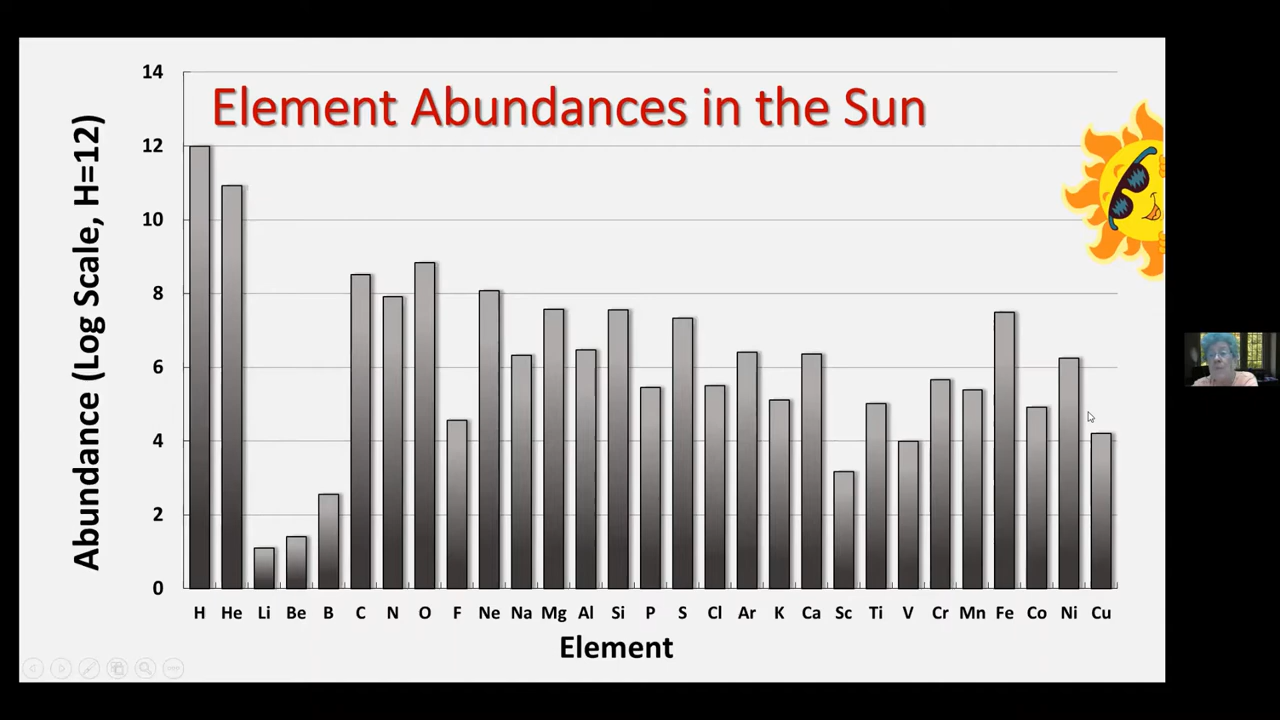 Element Abundances in the Sun
Abundance (Log Scale, H=12)
14
12
10
8
6
4
2
0
H He Li Be B C N O F Ne Na Mg Al Si P S Cl Ar K Ca Sc Ti V Cr Mn Fe Co Ni Cu
Element